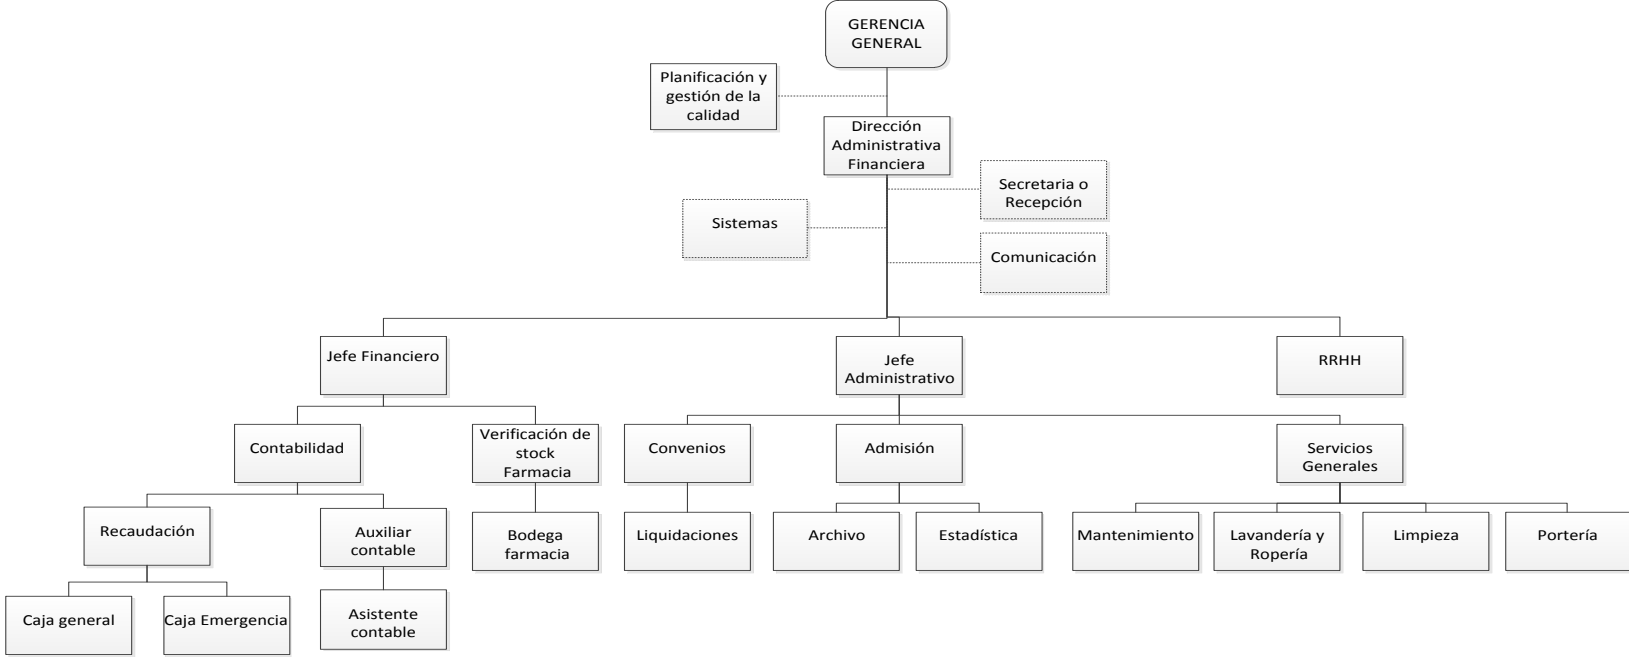 GERENCIA
GENERAL
Planificación y
gestión de la
calidad
Dirección
Administrativa
Financiera
Secretaria o
Recepción
Sistemas
Comunicación
Jefe Financiero
Jefe
Administrativo
RRHH
Contabilidad
Verificación de
stock
Farmacia
Convenios
Admisión
Servicios
Generales
Recaudación
Auxiliar
contable
Bodega
farmacia
Liquidaciones
Archivo
Estadística
Mantenimiento
Lavandería y
Ropería
Limpieza
Portería
Caja general
Caja Emergencia
Asistente
contable